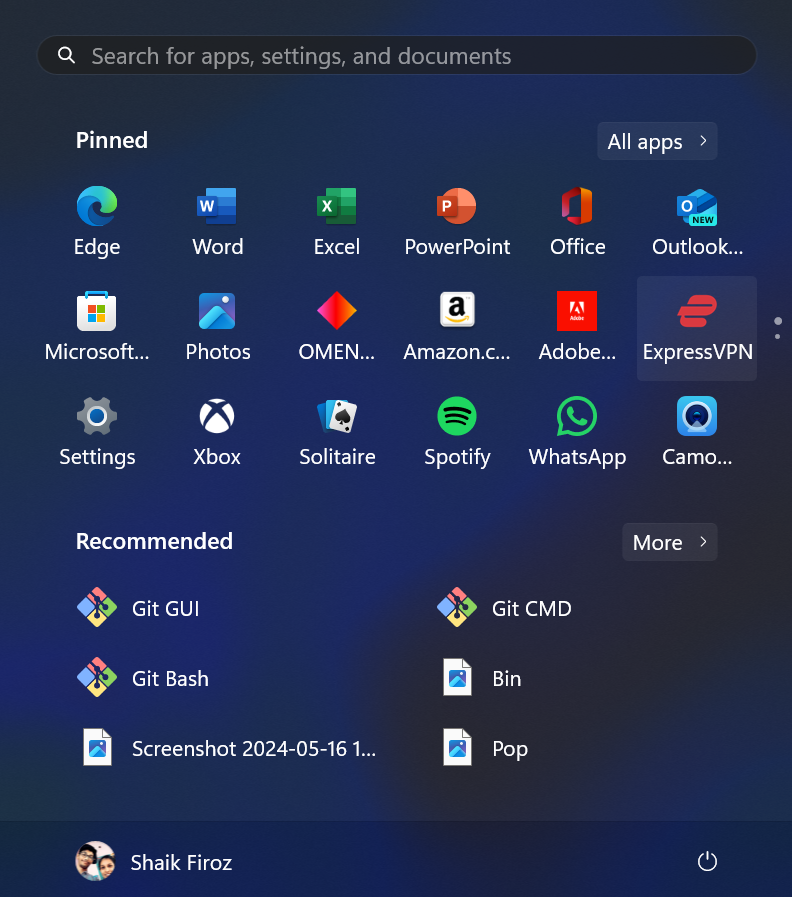 Search for apps, settings, and documents
Pinned
All apps
Edge
Word
Excel
PowerPoint
Office
Outlook...
Microsoft...
Photos
OMEN...
Amazon.c...
Adobe...
ExpressVPN
Settings
Xbox
Solitaire
Spotify
WhatsApp
Camo...
Recommended
More
Git GUI
Git CMD
Git Bash
Bin
Screenshot 2024-05-16 1...
Pop
Shaik Firoz
W
X
P
O
NEW
a
Adobe